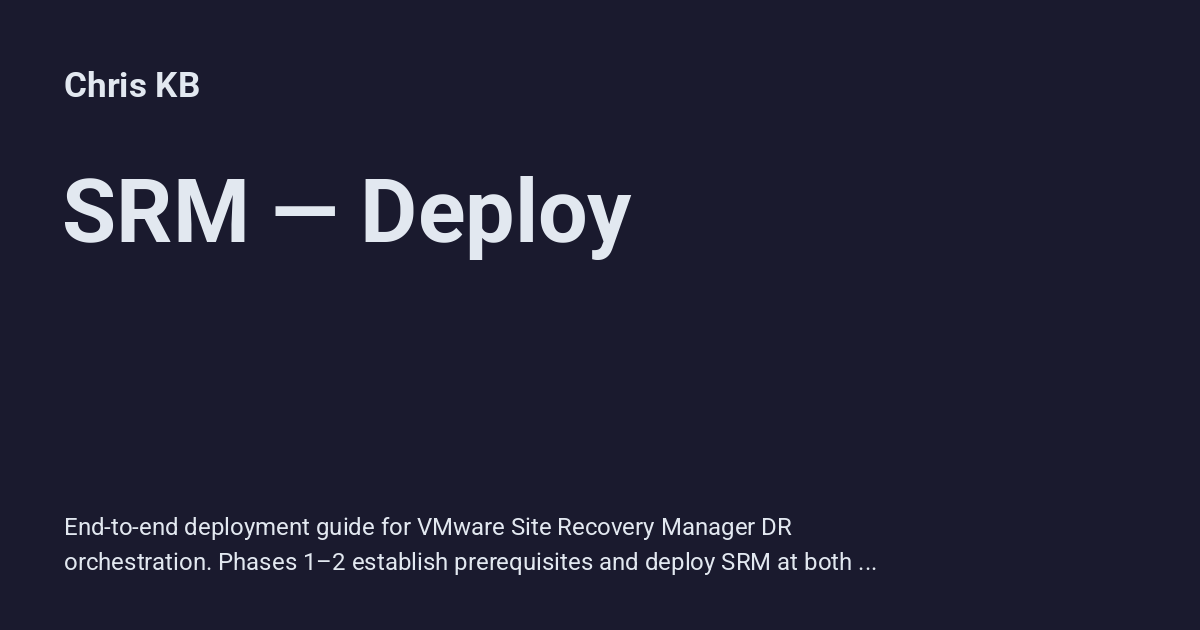 Chris KB
SRM — Deploy
End-to-end deployment guide for VMware Site Recovery Manager DR
orchestration. Phases 1–2 establish prerequisites and deploy SRM at both ...